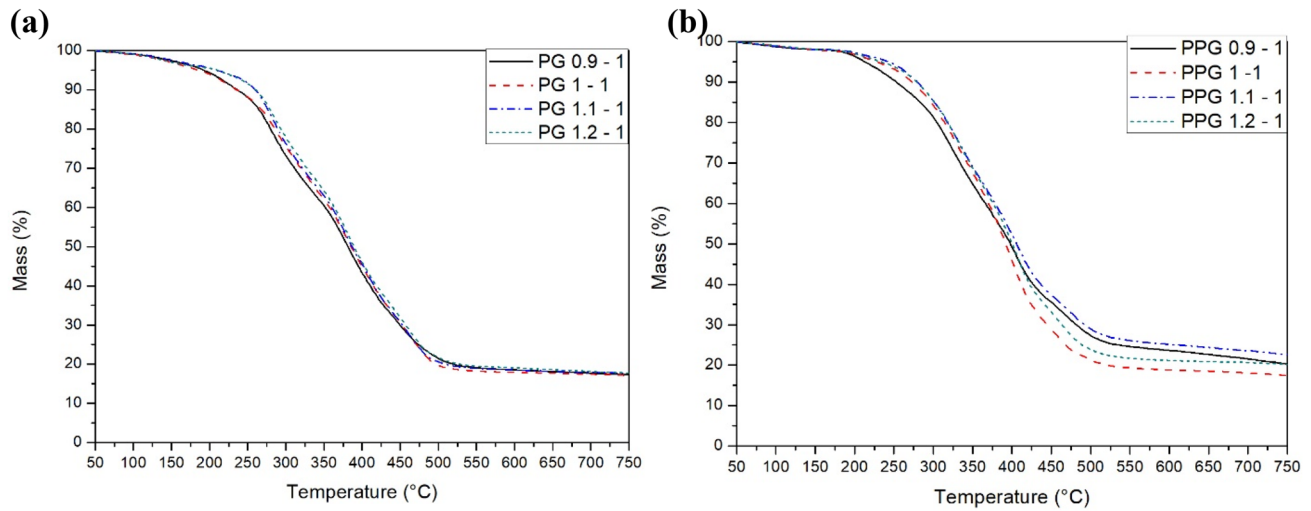 (a)
100
90
80
70
60
50
40
30
20
10
0
Mass (%)
PG 0.9 - 1
PG 1 - 1
PG 1.1 - 1
PG 1.2 - 1
50 100 150 200 250 300 350 400 450 500 550 600 650 700 750
Temperature (°C)
(b)
100
90
80
70
60
50
40
30
20
10
0
Mass (%)
PPG 0.9 - 1
PPG 1 -1
PPG 1.1 - 1
PPG 1.2 - 1
50 100 150 200 250 300 350 400 450 500 550 600 650 700 750
Temperature (°C)